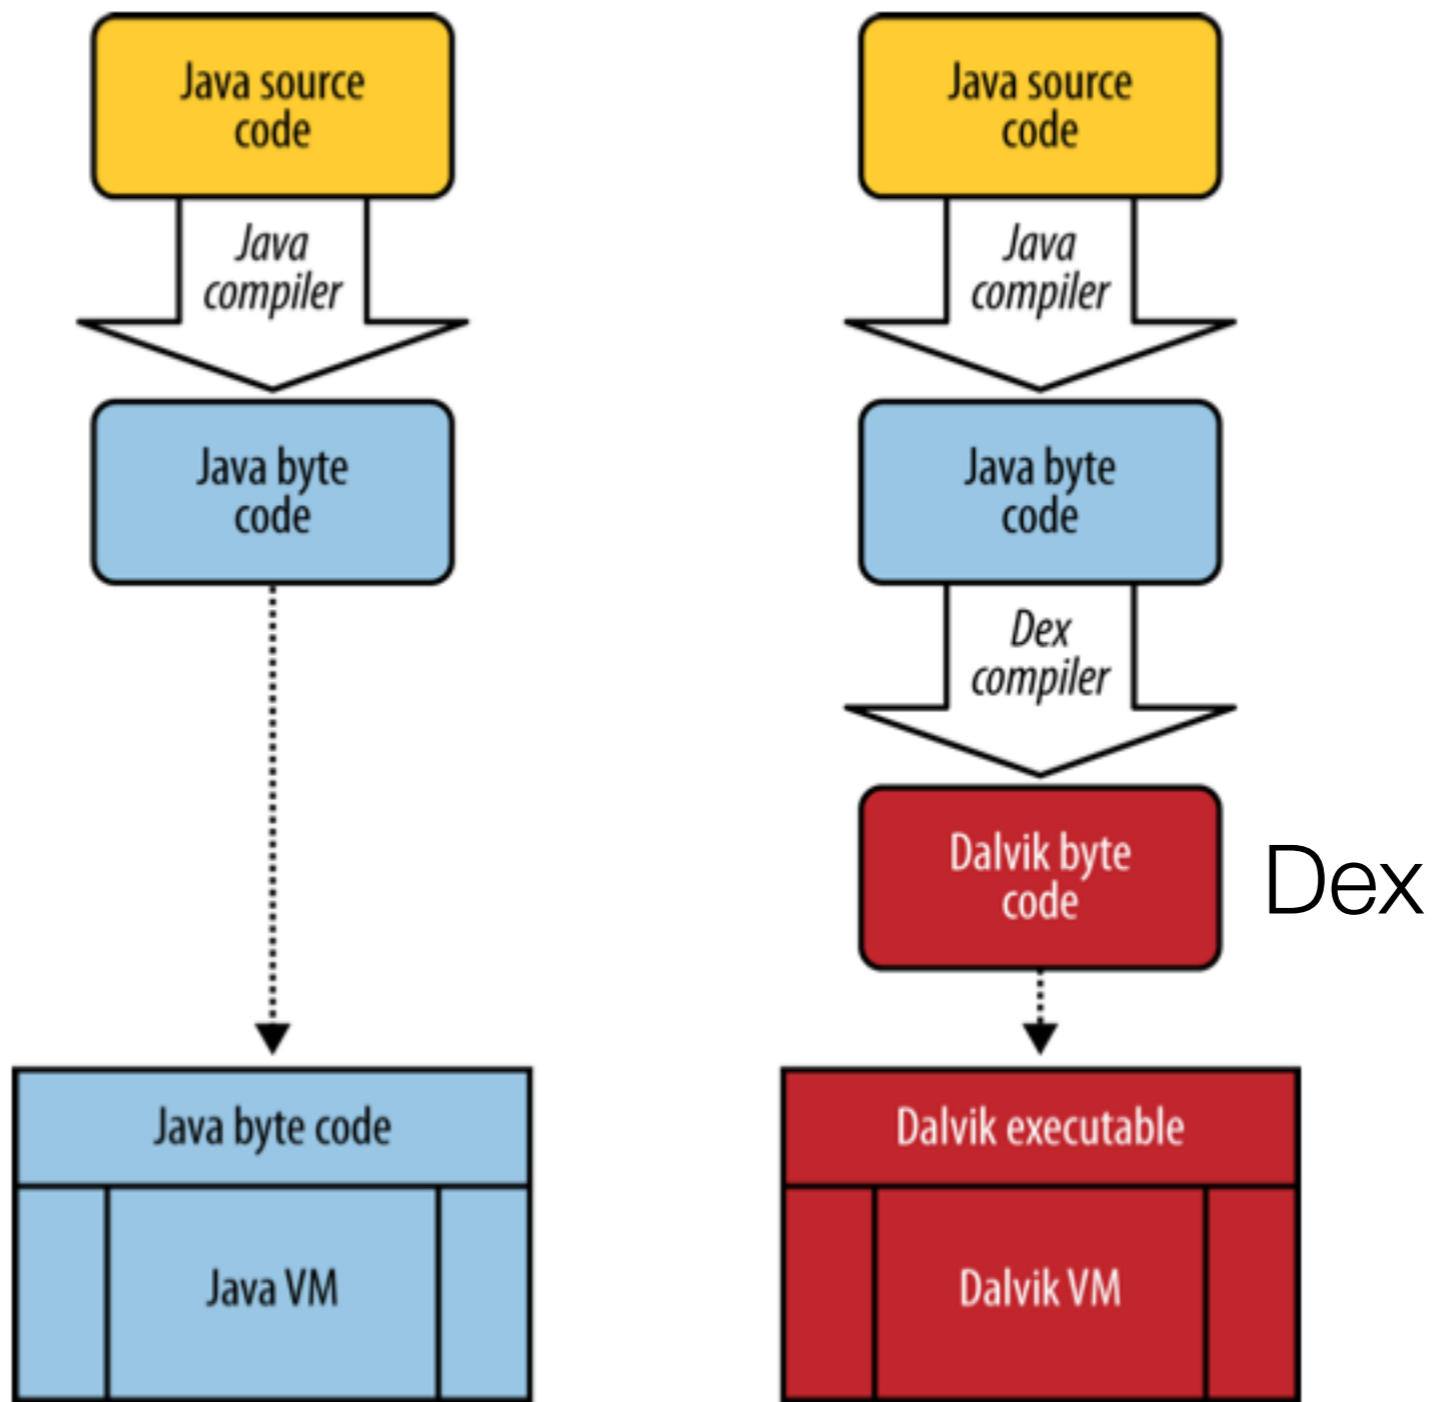 Java source
code
Java
compiler
Java byte
code
Java byte code
Java VM
Java source
code
Java
compiler
Java byte
code
Dex
compiler
Dalvik byte
code
Dex
Dalvik executable
Dalvik VM